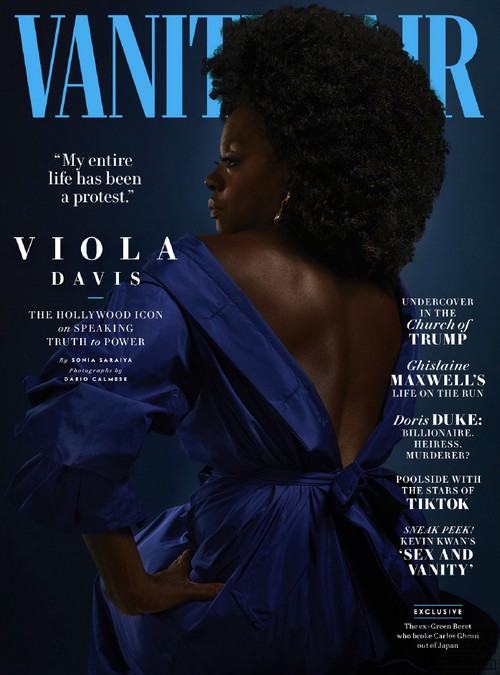 VANITY FAIR
“My entire
life has been
a protest.”
VIOLA
DAVIS
THE HOLLYWOOD ICON
on SPEAKING
TRUTH to POWER
By SONIA SARAIYA
Photographs by
DARIO CALMESE
UNDERCOVER
IN THE
Church of
TRUMP
Ghislaine
MAXWELL’S
LIFE ON THE RUN
Doris DUKE:
BILLIONAIRE.
HEIRESS.
MURDERER?
POOLSIDE WITH
THE STARS OF
TIKTOK
SNEAK PEEK!
KEVIN KWAN’S
‘SEX AND
VANITY’
EXCLUSIVE
The ex-Green Beret
who broke Carlos Ghosn
out of Japan